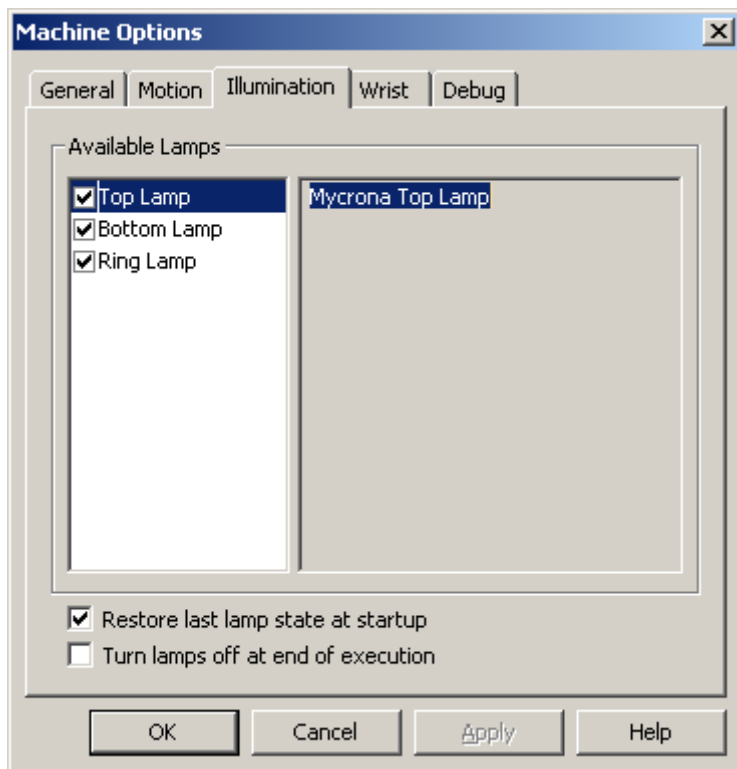 Machine Options
General Motion Illumination Wrist Debug
Available Lamps
Top Lamp Mycrona Top Lamp
Bottom Lamp
Ring Lamp
Restore last lamp state at startup
Turn lamps off at end of execution
OK Cancel Apply Help